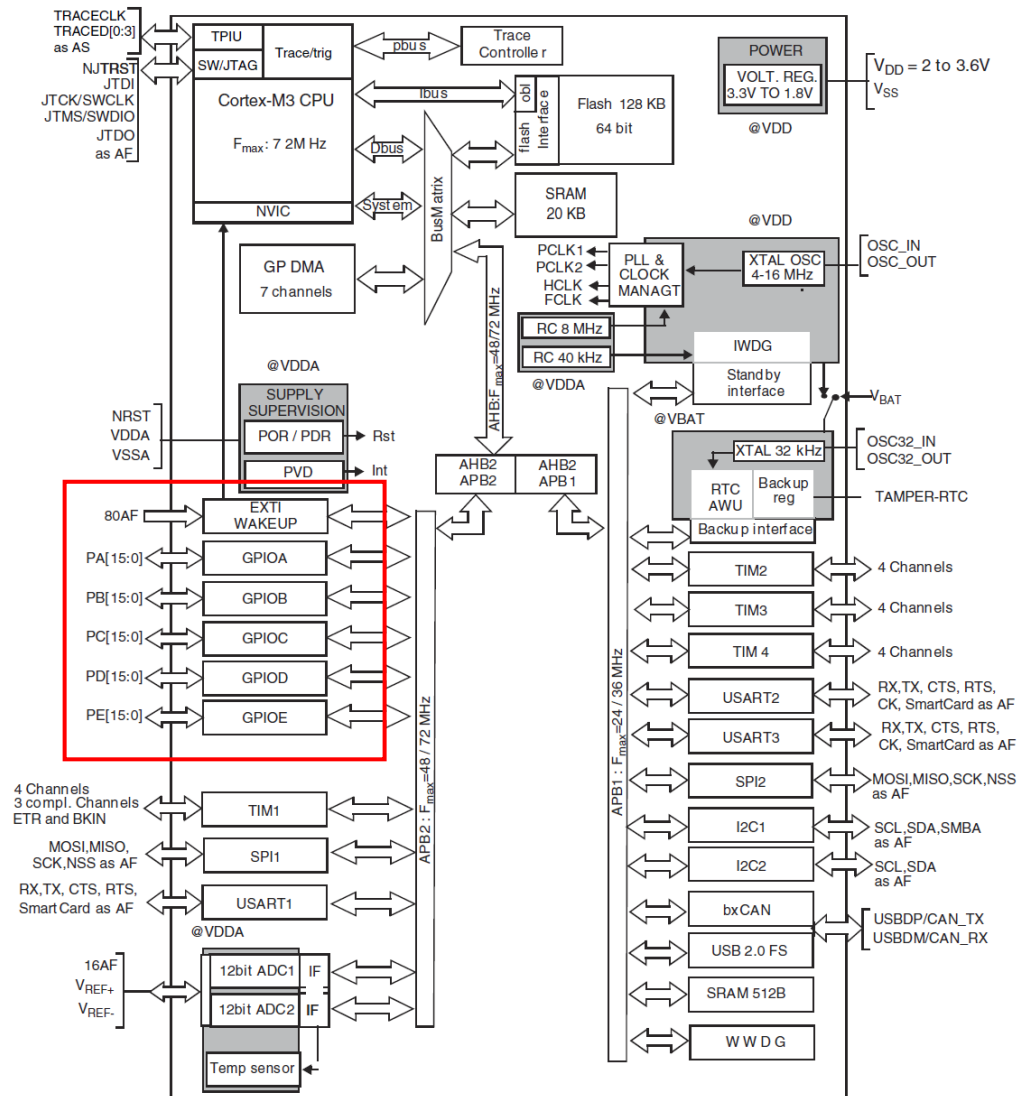 TRACECLK
TRACED[0:3]
as AS
NJTRST
JTDI
JTCK/SWCLK
JTMS/SWDIO
JTDO
as AF
TPIU
SW/JTAG
Trace/trig
Cortex-M3 CPU
Fmax: 7 2M Hz
NVIC
pbus
Trace
Controlle r
Ibus
Dbus
System
BusMatrix
obl
flash
Interface
Flash 128 KB
64 bit
SRAM
20 KB
POWER
VOLT. REG.
3.3V TO 1.8V
@VDD
VDD = 2 to 3.6V
VSS
GP DMA
7 channels
PCLK1
PCLK2
HCLK
FCLK
PLL &
CLOCK
MANAGT
@VDD
XTAL OSC
4-16 MHz
OSC_IN
OSC_OUT
RC 8 MHz
RC 40 kHz
@VDDA
IWDG
Stand by
interface
@VBAT
VBAT
@VDDA
SUPPLY
SUPERVISION
POR / PDR
PVD
Rst
Int
NRST
VDDA
VSSA
AHB:Fmax=48/72 MHz
AHB2
APB2
AHB2
APB1
XTAL 32 kHz
RTC
AWU
Backup
reg
Backup interface
OSC32_IN
OSC32_OUT
TAMPER-RTC
80AF
EXTI
WAKEUP
PA[15:0]
GPIOA
PB[15:0]
GPIOB
PC[15:0]
GPIOC
PD[15:0]
GPIOD
PE[15:0]
GPIOE
4 Channels
3 compl. Channels
ETR and BKIN
TIM1
MOSI,MISO,
SCK,NSS as AF
SPI1
RX,TX, CTS, RTS,
SmartCard as AF
USART1
@VDDA
16AF
VREF+
VREF-
12bit ADC1
IF
12bit ADC2
IF
Temp sensor
APB2 : Fmax=48 / 72 MHz
APB1 : Fmax=24 / 36 MHz
TIM2
4 Channels
TIM3
4 Channels
TIM 4
4 Channels
USART2
RX,TX, CTS, RTS,
CK, SmartCard as AF
USART3
RX,TX, CTS, RTS,
CK, SmartCard as AF
SPI2
MOSI,MISO,SCK,NSS
as AF
I2C1
SCL,SDA,SMBA
as AF
I2C2
SCL,SDA
as AF
bxCAN
USB 2.0 FS
USBDP/CAN_TX
USBDM/CAN_RX
SRAM 512B
W W D G